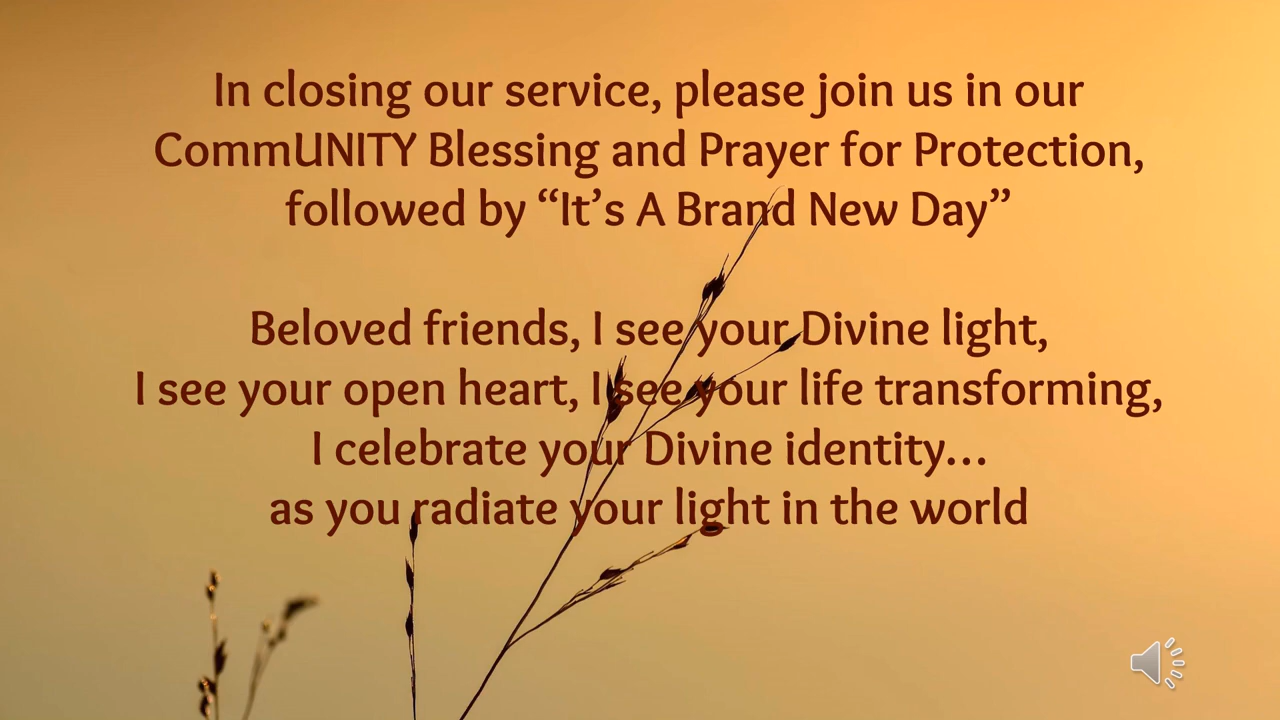 In closing our service, please join us in our
CommUNITY Blessing and Prayer for Protection,
followed by “It’s A Brand New Day”
Beloved friends, I see your Divine light,
I see your open heart, I see your life transforming,
I celebrate your Divine identity…
as you radiate your light in the world